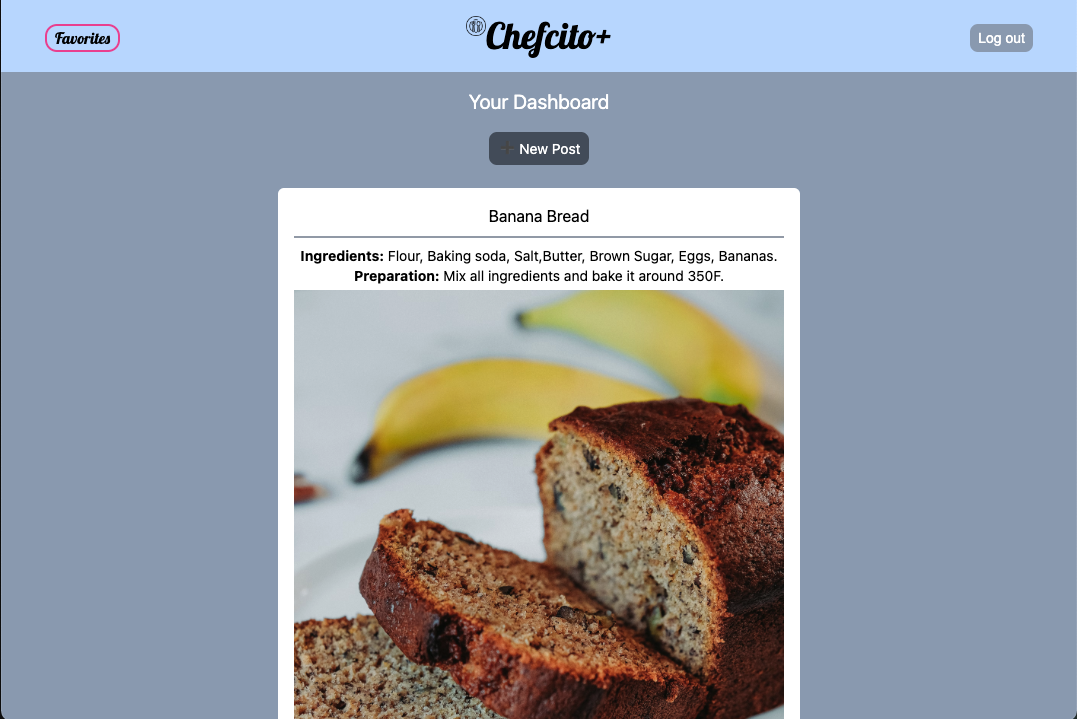 Favorites
Chefcito+
Log out
Your Dashboard
➕ New Post
Banana Bread
Ingredients: Flour, Baking soda, Salt,Butter, Brown Sugar, Eggs, Bananas.
Preparation: Mix all ingredients and bake it around 350F.